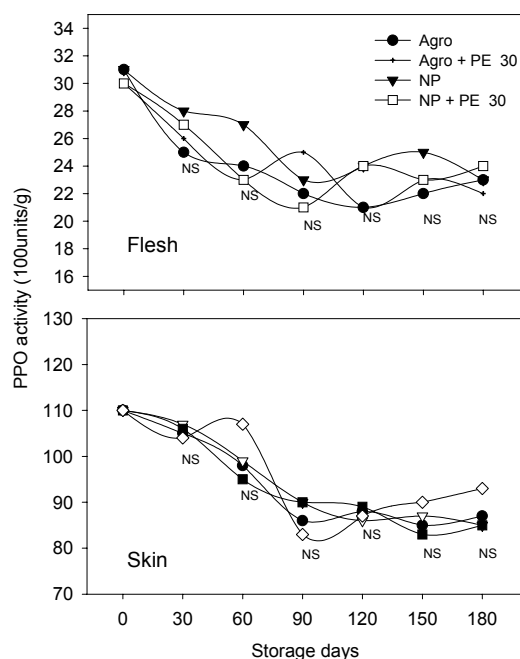 34
32
30
28
26
24
22
20
18
16
Agro
Agro + PE 30
NP
NP + PE 30
NS NS NS NS NS NS
Flesh
PPO activity (100units/g)
130
120
110
100
90
80
70
NS NS NS NS NS NS
Skin
0 30 60 90 120 150 180
Storage days